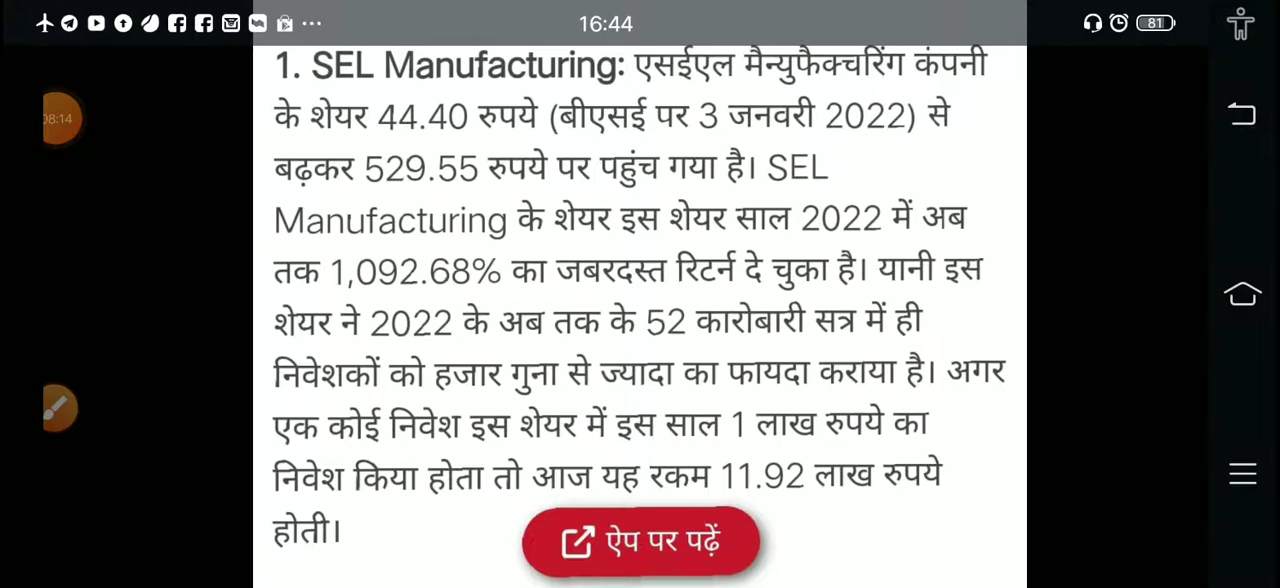 16:44
81
08:14
1. SEL Manufacturing: एसईएल मैन्युफैक्चरिंग कंपनी
के शेयर 44.40 रुपये (बीएसई पर 3 जनवरी 2022) से
बढ़कर 529.55 रुपये पर पहुंच गया है। SEL
Manufacturing के शेयर इस शेयर साल 2022 में अब
तक 1,092.68% का जबरदस्त रिटर्न दे चुका है। यानी इस
शेयर ने 2022 के अब तक के 52 कारोबारी सत्र में ही
निवेशकों को हजार गुना से ज्यादा का फायदा कराया है। अगर
एक कोई निवेश इस शेयर में इस साल 1 लाख रुपये का
निवेश किया होता तो आज यह रकम 11.92 लाख रुपये
होती।
ऐप पर पढ़ें